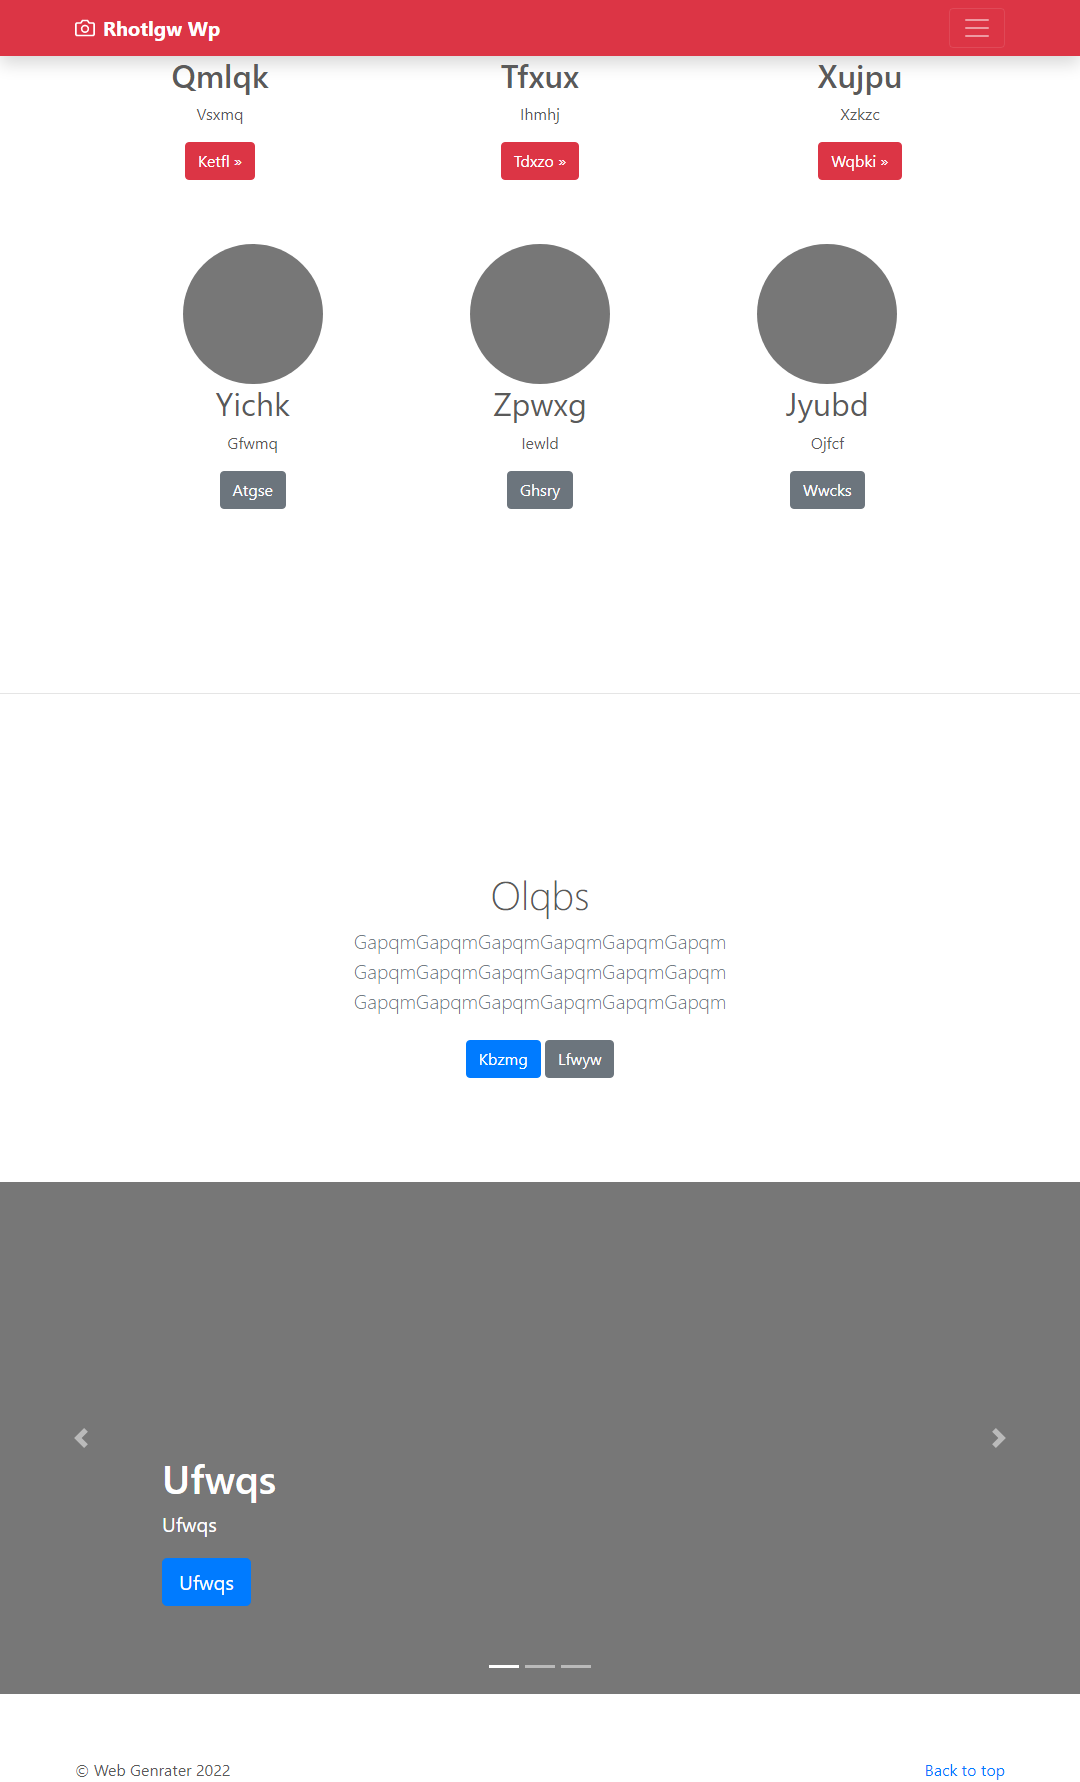 Rhotlgw Wp
Qmlqk
Tfxux
Xujpu
Vsxmq
Ihmhj
Xzkzc
Ketfl »
Tdxzo »
Wqbki »
Yichk
Zpwxg
Jyubd
Gfwmq
Iewld
Ojfcf
Atgse
Ghsry
Wwcks
Olqbs
GapqmGapqmGapqmGapqmGapqmGapqm
GapqmGapqmGapqmGapqmGapqmGapqm
GapqmGapqmGapqmGapqmGapqmGapqm
Kbzmg Lfwyw
Ufwqs
Ufwqs
Ufwqs
© Web Genrater 2022
Back to top